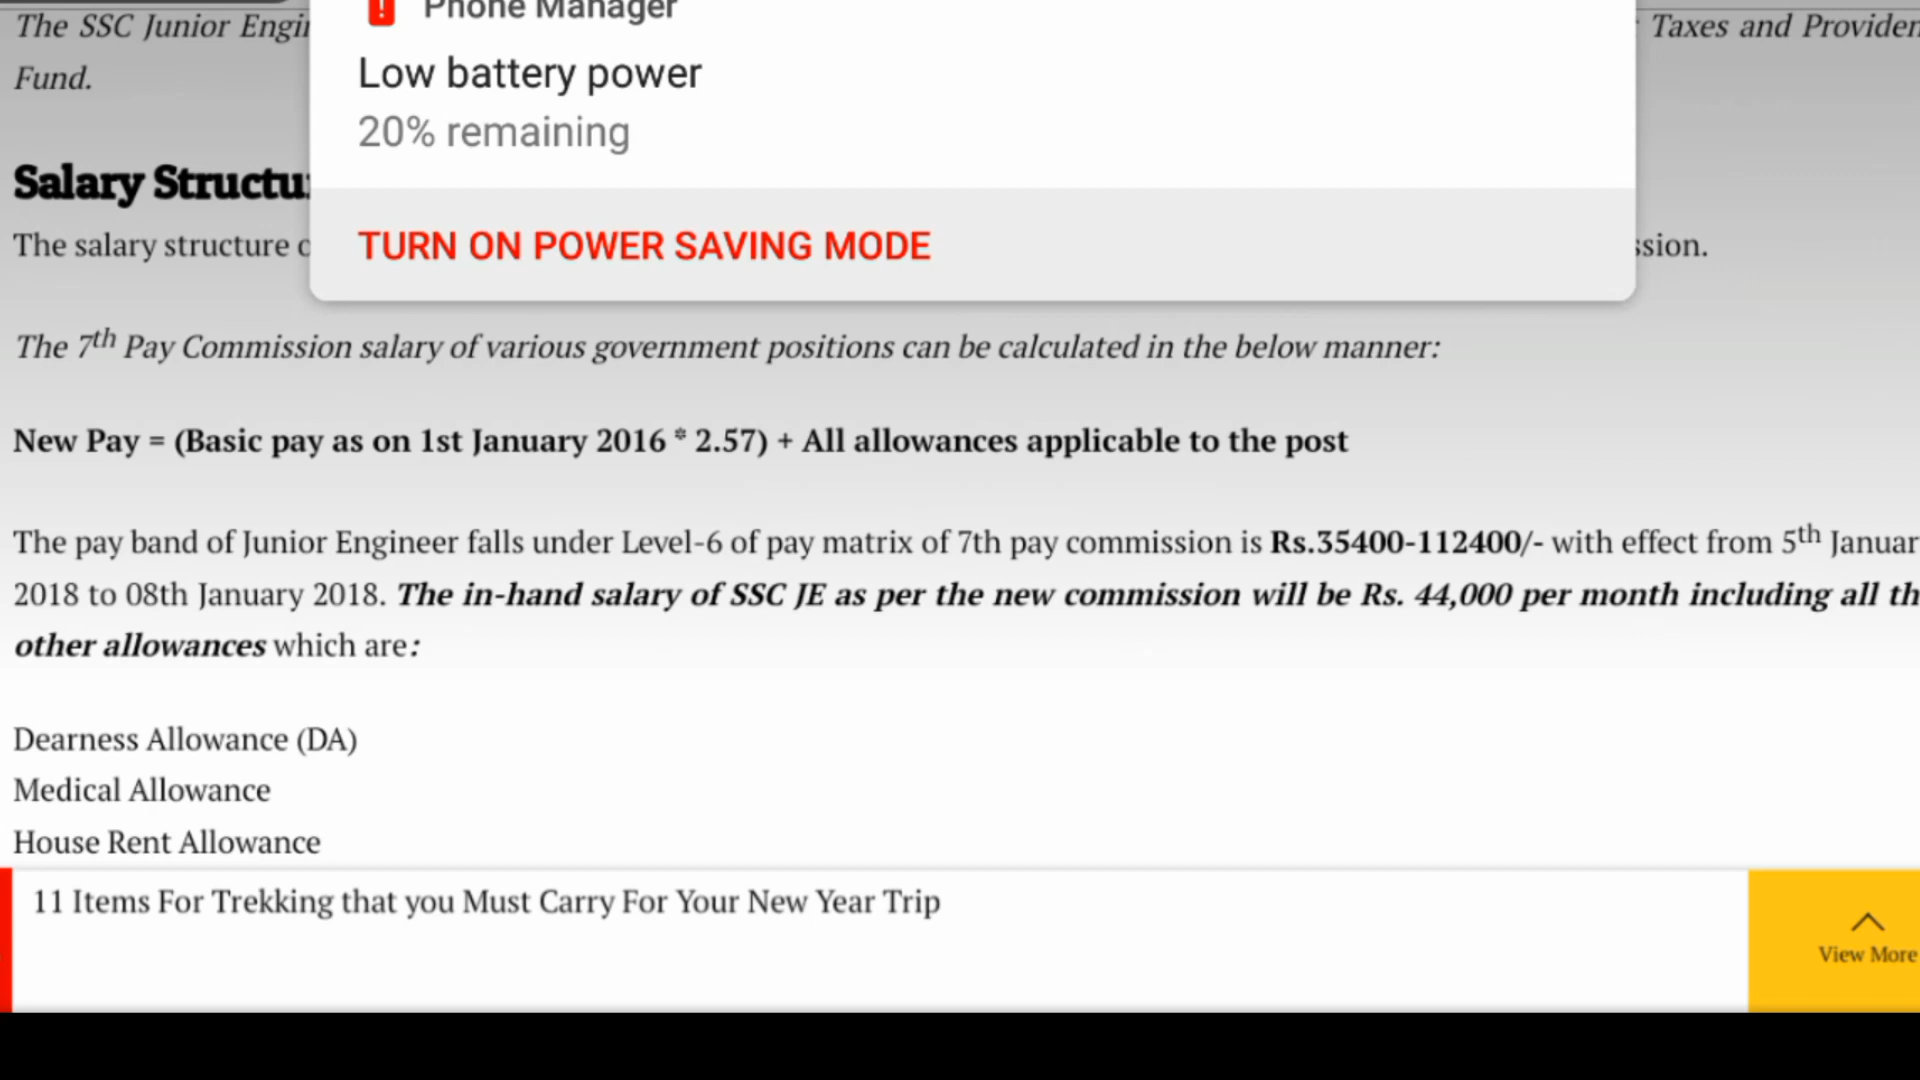 Phone Manager
The SSC Junior Taxes and
Fund.
Low battery power
20% remaining
Salary
The salary structure
TURN ON POWER SAVING MODE
The 7th Pay Commission salary of various government positions can be calculated in the below manner:
New Pay = (Basic pay as on 1st January 2016 * 2.57) + All allowances applicable to the post
The pay band of Junior Engineer falls under Level-6 of pay matrix of 7th pay commission is Rs.35400-112400/- with effect from 5th
2018 to 08th January 2018. The in-hand salary of SSC JE as per the new commission will be Rs. 44,000 per month including all
other allowances which are:
Dearness Allowance (DA)
Medical Allowance
House Rent Allowance
11 Items For Trekking that you Must Carry For Your New Year Trip
View More